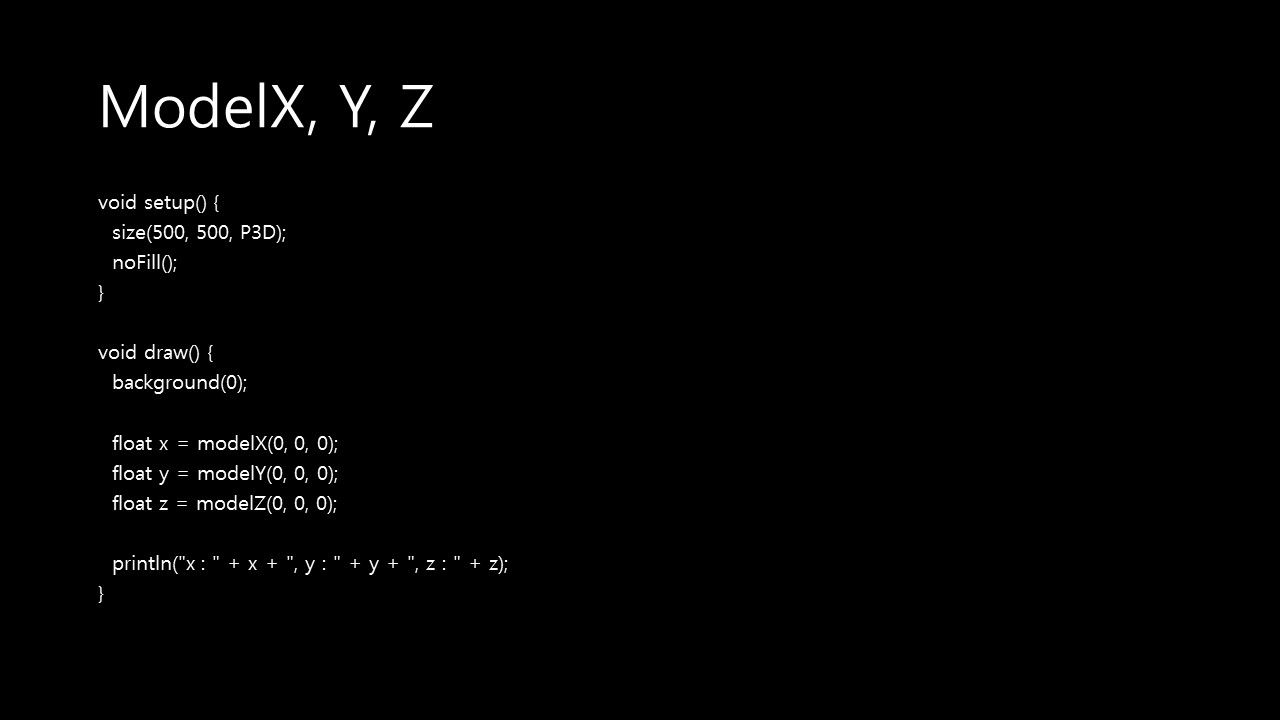 ModelX, Y, Z
void setup() {
  size(500, 500, P3D);
  noFill();
}
void draw() {
  background(0);
  float x = modelX(0, 0, 0);
  float y = modelY(0, 0, 0);
  float z = modelZ(0, 0, 0);
  println("x : " + x + ", y : " + y + ", z : " + z);
}